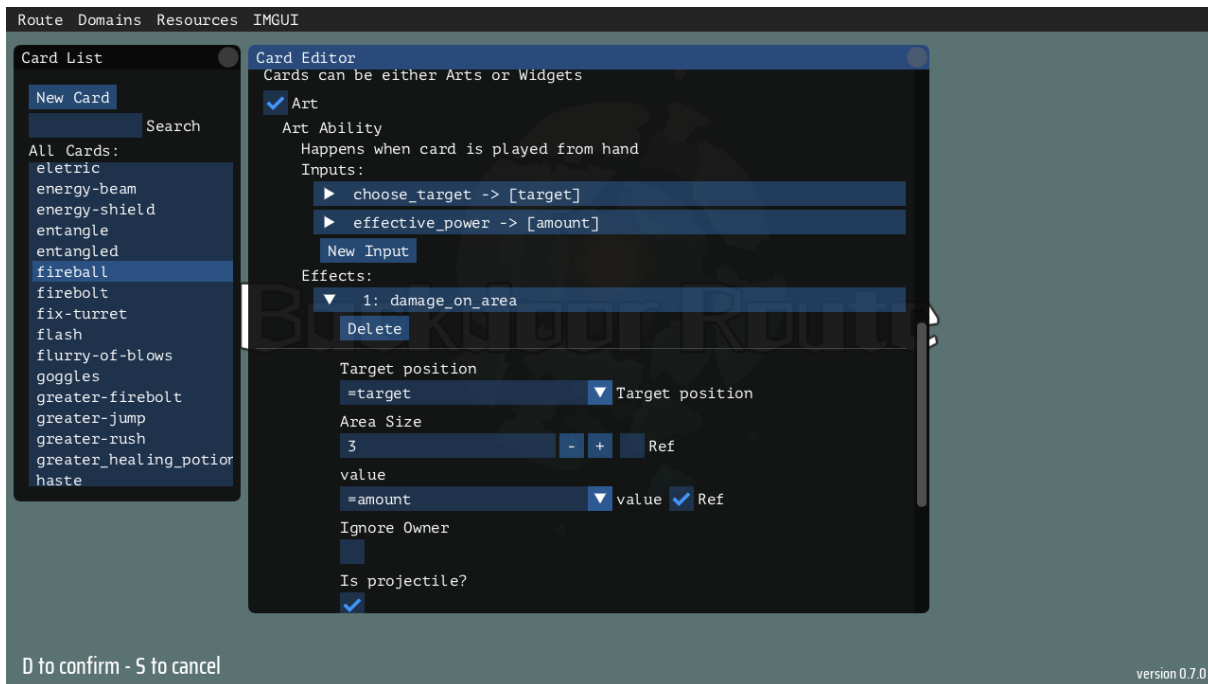 Route Domains Resources IMGUI
Card List
New Card
Search
All Cards:
eletric
energy-beam
energy-shield
entangle
entangled
fireball
firebolt
fix-turret
flash
flurry-of-blows
goggles
greater-firebolt
greater-jump
greater-rush
greater_healing_potion
haste
Card Editor
Cards can be either Arts or Widgets
Art
Art Ability
Happens when card is played from hand
Inputs:
choose_target -> [target]
effective_power -> [amount]
New Input
Effects:
1: damage_on_area
Delete
Target position
=target Target position
Area Size
3 - + Ref
value
=amount value Ref
Ignore Owner
Is projectile?
Backdoor Route
D to confirm - S to cancel
version 0.7.0